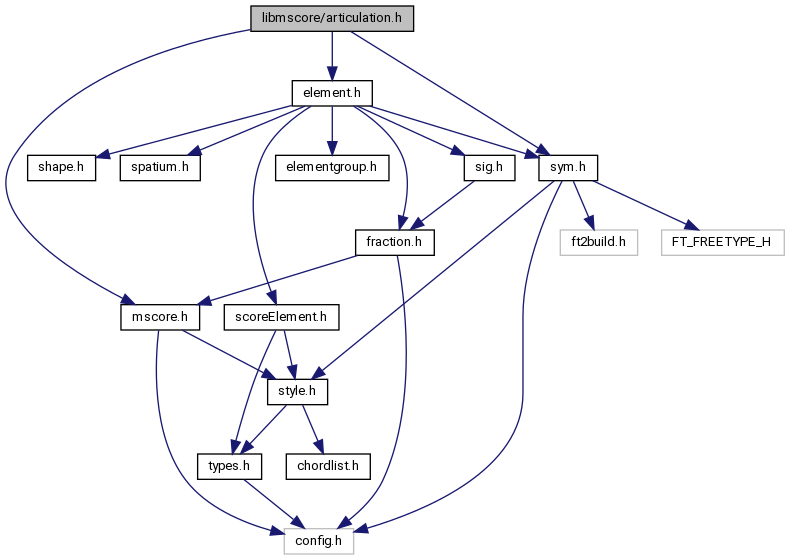 libmscore/articulation.h
element.h
shape.h
spatium.h
elementgroup.h
sig.h
sym.h
fraction.h
ft2build.h
FT_FREETYPE_H
mscore.h
scoreElement.h
style.h
types.h
chordlist.h
config.h